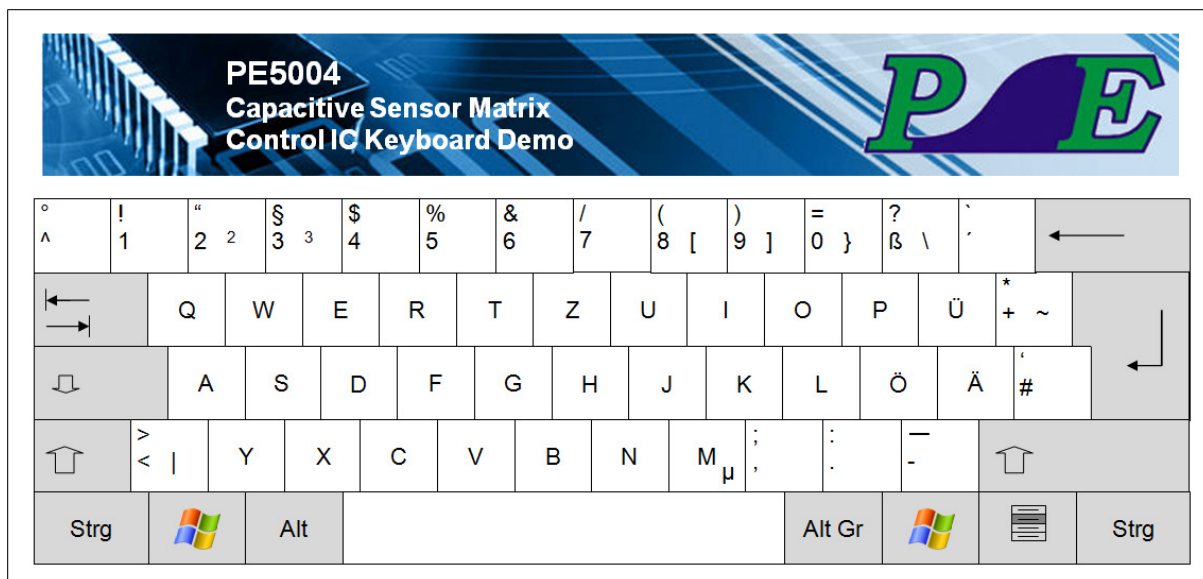 PE5004
Capacitive Sensor Matrix
Control IC Keyboard Demo
PE
° ! “ § $ % & / ( ) = ? `
^ 1 2 ² 3 ³ 4 5 6 7 8 [ 9 ] 0 } ß \ ´
Q W E R T Z U I O P Ü * + ~
A S D F G H J K L Ö Ä ‘ #
> < | Y X C V B N M µ ; , : . — -
Strg Alt Alt Gr Strg